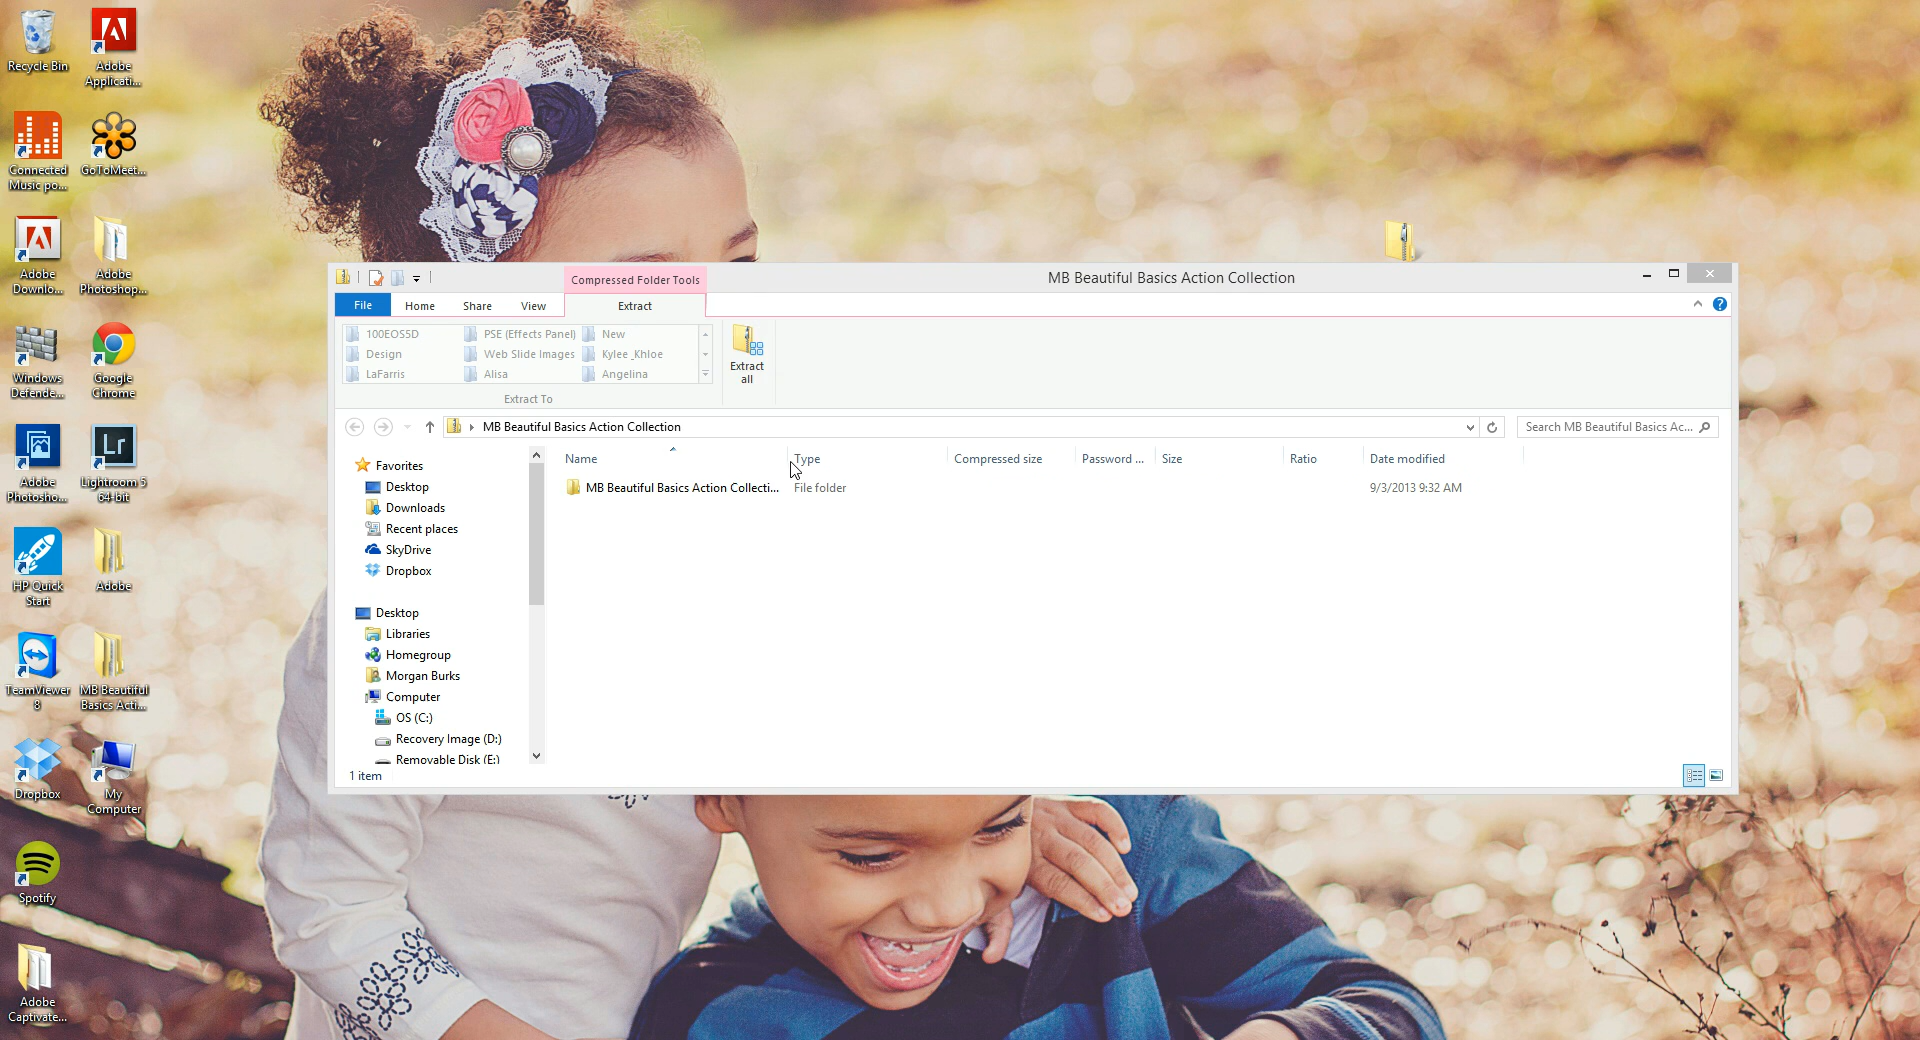 Recycle Bin
Adobe
Applicati...
Connected
Music po...
GoToMeet...
Adobe
Downlo...
Adobe
Photoshop...
Windows
Defende...
Google
Chrome
Adobe
Photosho...
Lightroom 5
64-bit
HP Quick
Start
Adobe
TeamViewer
8
MB Beautiful
Basics Acti...
Dropbox
My
Computer
Spotify
Adobe
Captivate...
Lr
Compressed Folder Tools
MB Beautiful Basics Action Collection
File
Home
Share
View
Extract
100EOS5D
PSE (Effects Panel)
New
Design
Web Slide Images
Kylee_Khloe
LaFarris
Alisa
Angelina
Extract
all
Extract To
MB Beautiful Basics Action Collection
Search MB Beautiful Basics Ac...
Name
Type
Compressed size
Password ...
Size
Ratio
Date modified
MB Beautiful Basics Action Collecti...
File folder
9/3/2013 9:32 AM
Favorites
Desktop
Downloads
Recent places
SkyDrive
Dropbox
Desktop
Libraries
Homegroup
Morgan Burks
Computer
OS (C:)
Recovery Image (D:)
Removable Disk (E:)
1 item